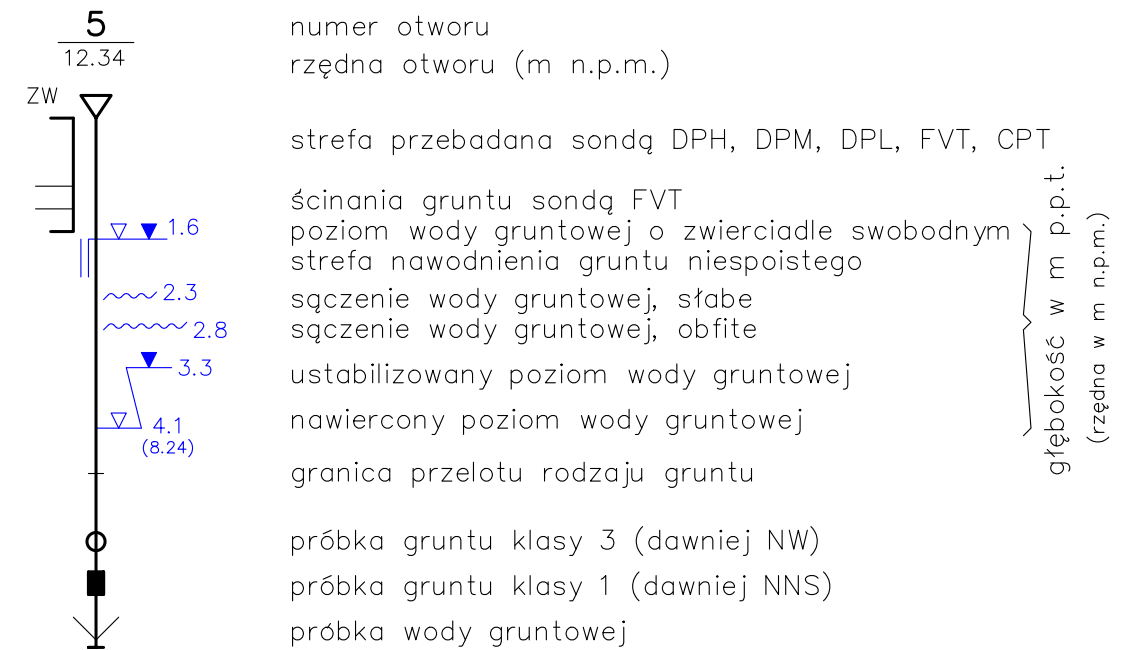 5
numer otworu
12.34
rzędna otworu (m n.p.m.)
ZW
strefa przebadana sondą DPH, DPM, DPL, FVT, CPT
ścinania gruntu sondą FVT
1.6
poziom wody gruntowej o zwierciadle swobodnym
strefa nawodnienia gruntu niespoistego
2.3
sączenie wody gruntowej, słabe
2.8
sączenie wody gruntowej, obfite
3.3
ustabilizowany poziom wody gruntowej
4.1
(8.24)
nawiercony poziom wody gruntowej
granica przelotu rodzaju gruntu
próbka gruntu klasy 3 (dawniej NW)
próbka gruntu klasy 1 (dawniej NNS)
próbka wody gruntowej
głębokość w m p.p.t.
(rzędna w m n.p.m.)